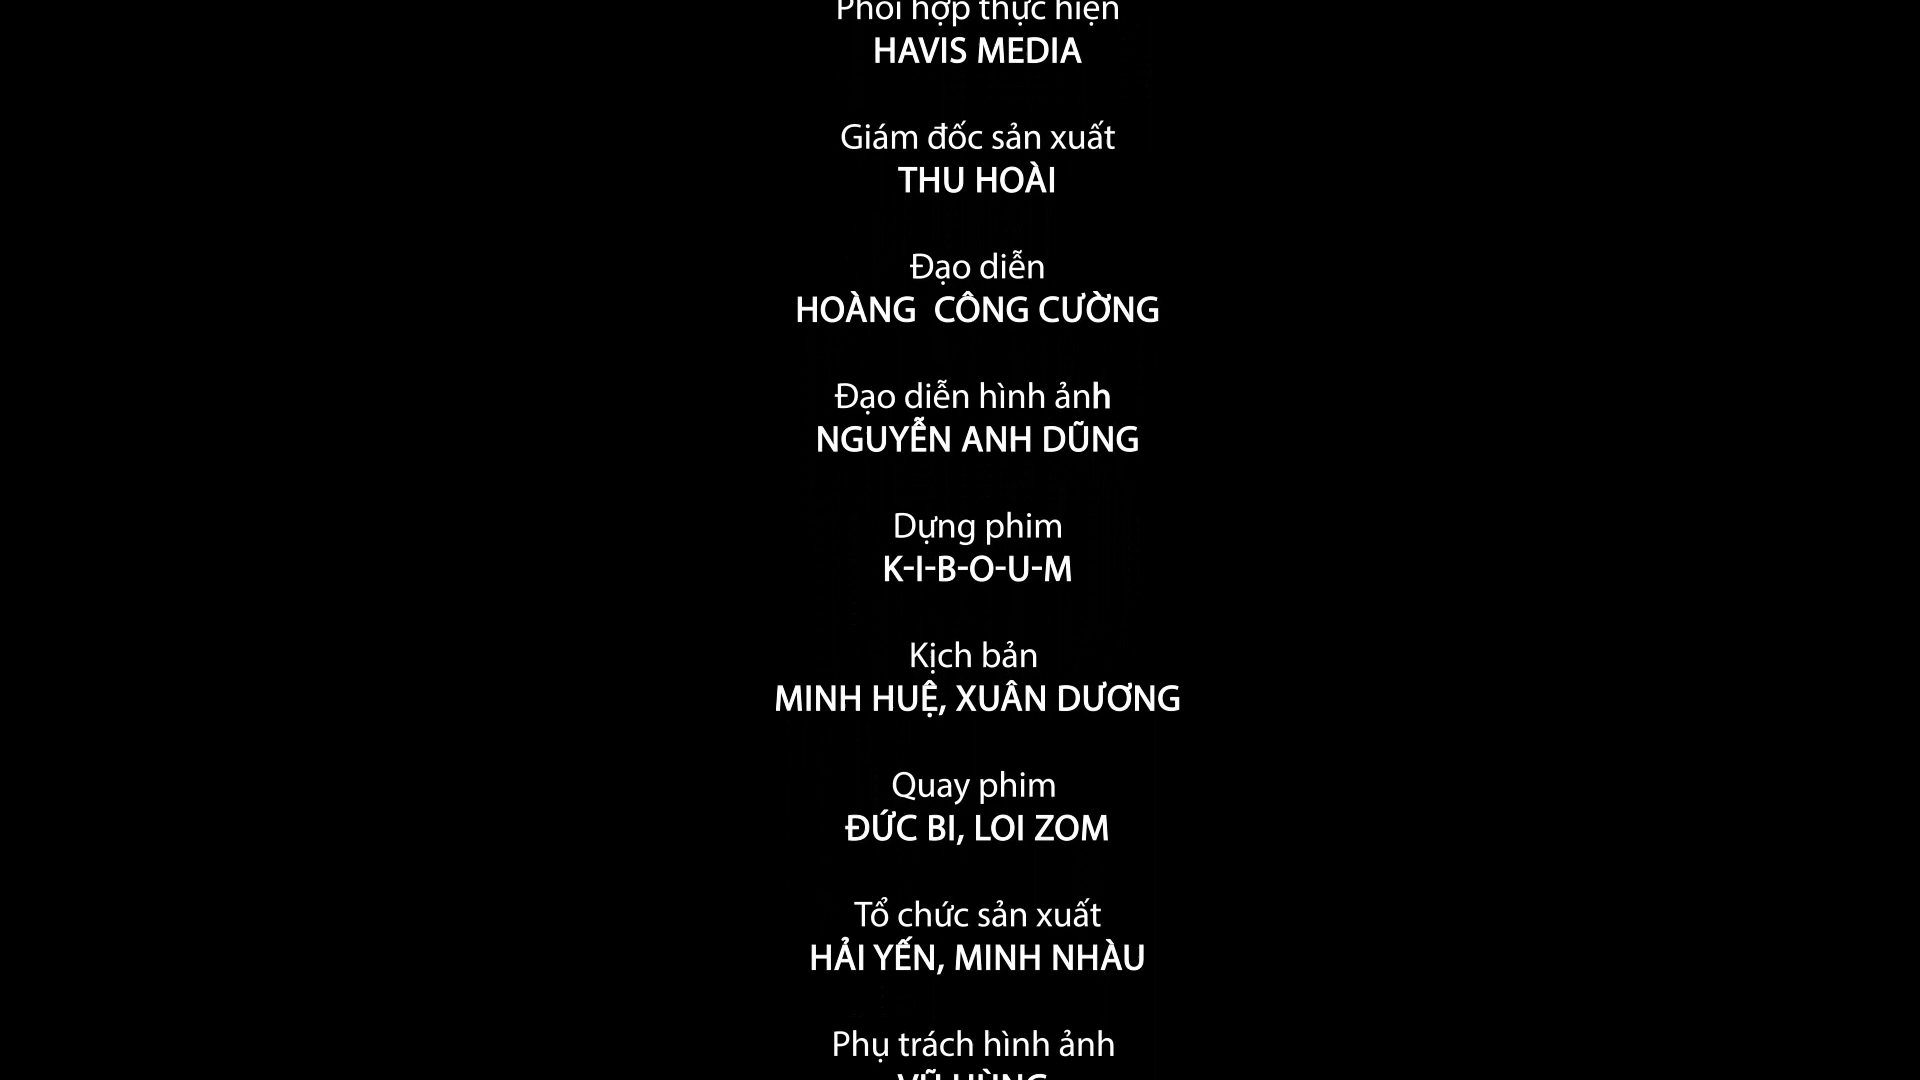 Phối hợp thực hiện
HAVIS MEDIA
Giám đốc sản xuất
THU HOÀI
Đạo diễn
HOÀNG  CÔNG CƯỜNG
Đạo diễn hình ảnh
NGUYỄN ANH DŨNG
Dựng phim
K-I-B-O-U-M
Kịch bản
MINH HUỆ, XUÂN DƯƠNG
Quay phim
ĐỨC BI, LOI ZOM
Tổ chức sản xuất
HẢI YẾN, MINH NHÀU
Phụ trách hình ảnh
VŨ HÙNG